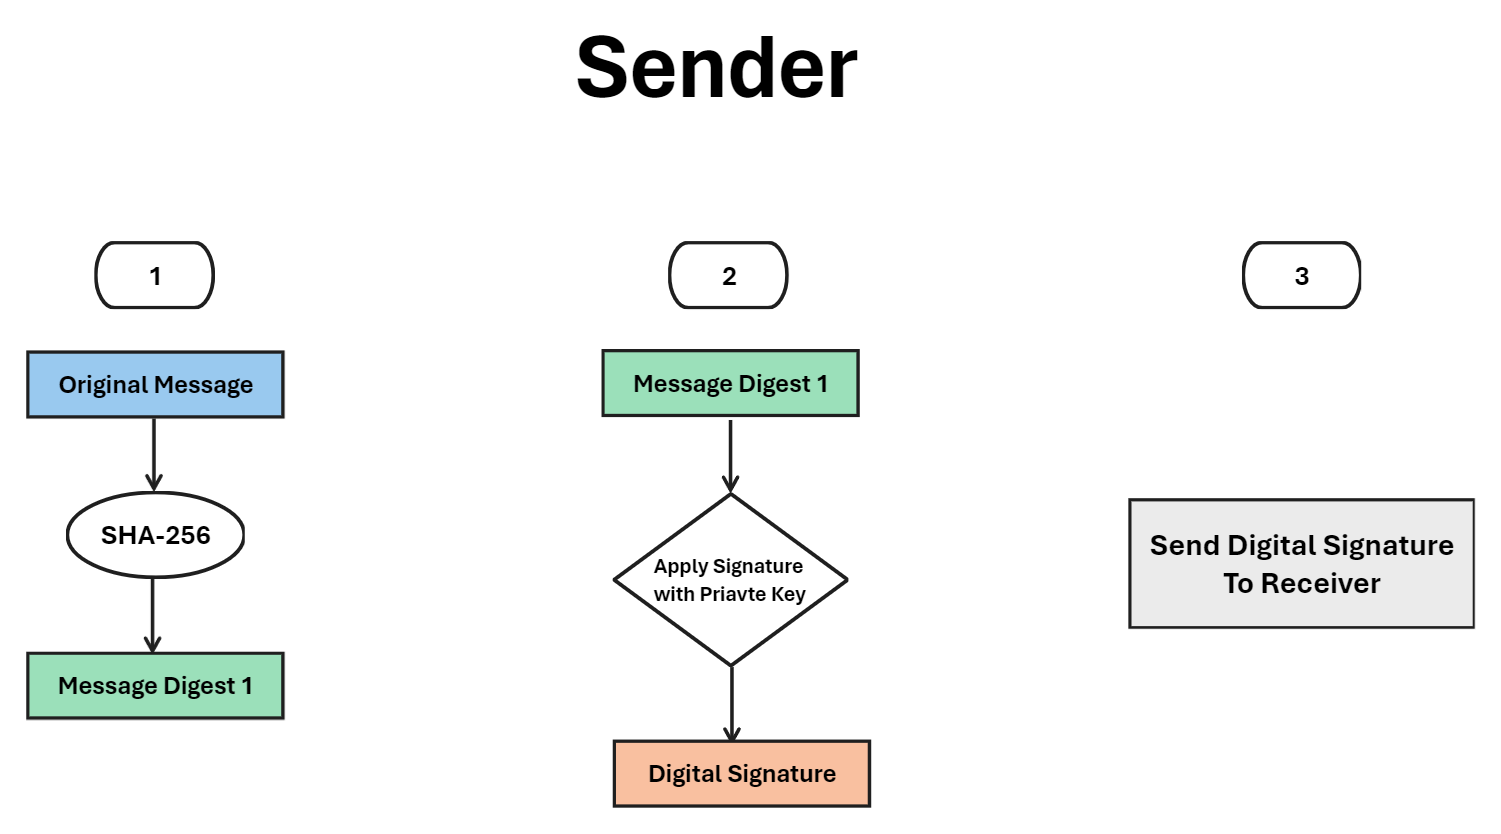 Sender
1
2
3
Original Message
SHA-256
Message Digest 1
Message Digest 1
Apply Signature
with Priavte Key
Digital Signature
Send Digital Signature
To Receiver